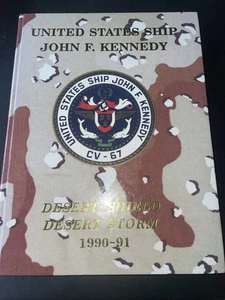 UNITED STATES SHIP
JOHN F. KENNEDY
UNITED STATES SHIP JOHN F. KENNEDY
CV-67
DESERT SHIELD
DESERT STORM
1990-91